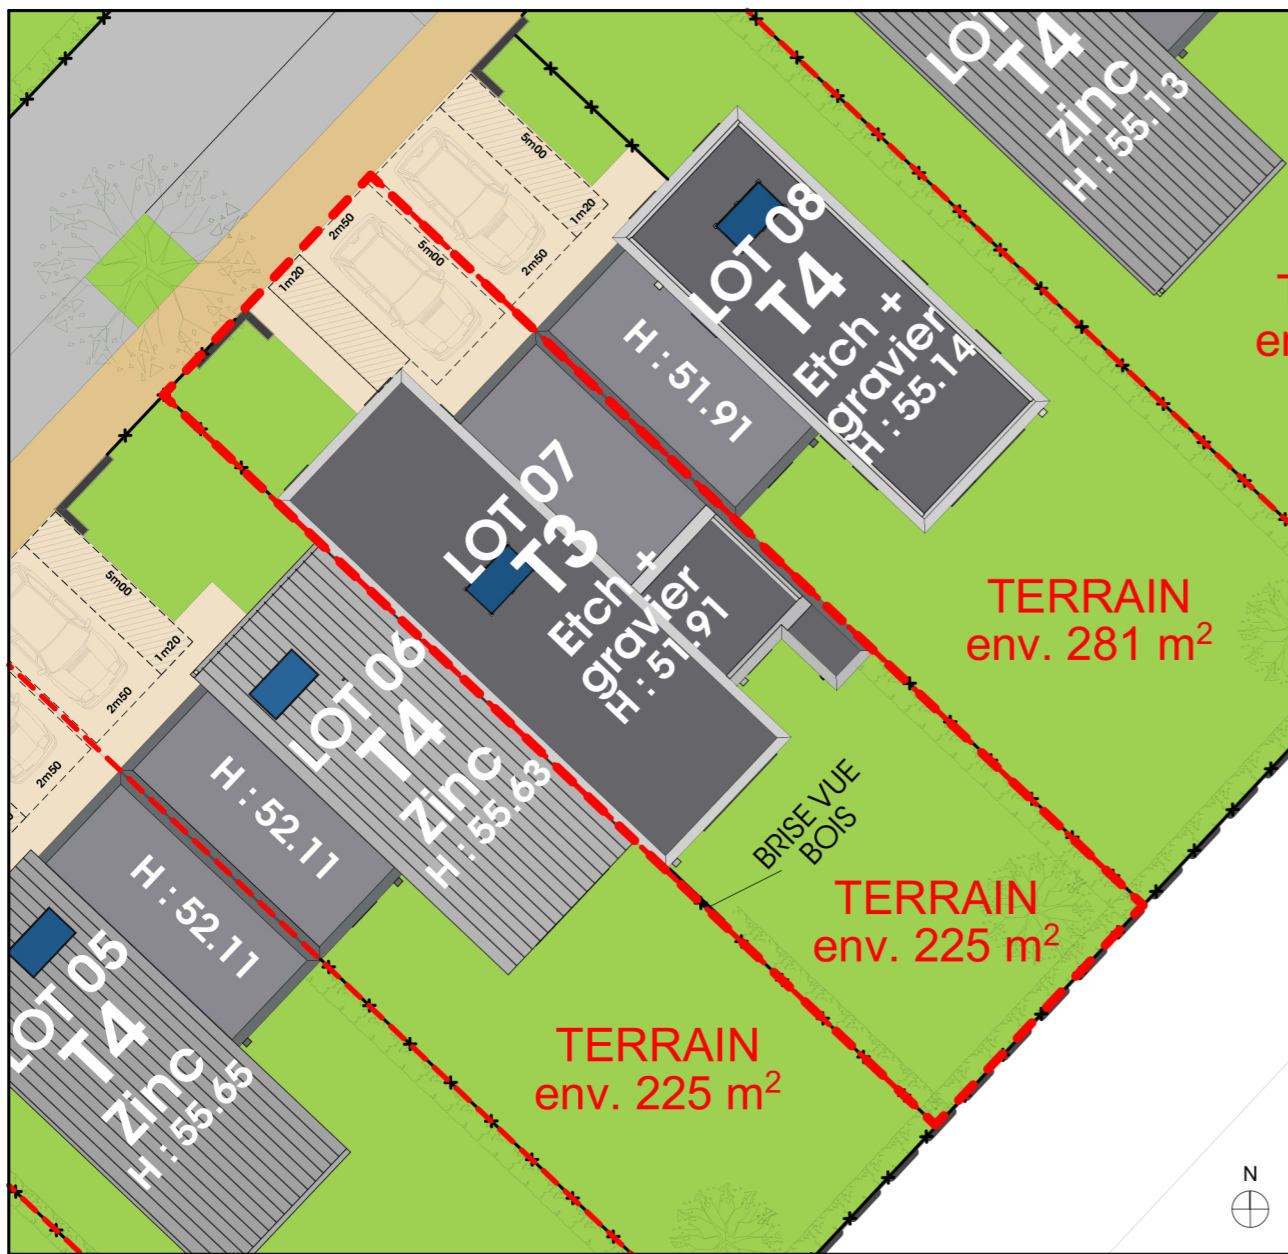 LOT
T4
zinc
H : 55.13
5m00
1m20
2m50
2m50
5m00
1m20
LOT 08
T4
Etch +
gravier
H : 55.14
H : 51.91
T
en
LOT 07
T3
Etch +
gravier
H : 51.91
TERRAIN
env. 281 m²
5m00
1m20
2m50
2m50
LOT 06
T4
Zinc
H : 55.63
H : 52.11
H : 52.11
BRISE VUE
BOIS
TERRAIN
env. 225 m²
LOT 05
T4
Zinc
H : 55.65
TERRAIN
env. 225 m²
N